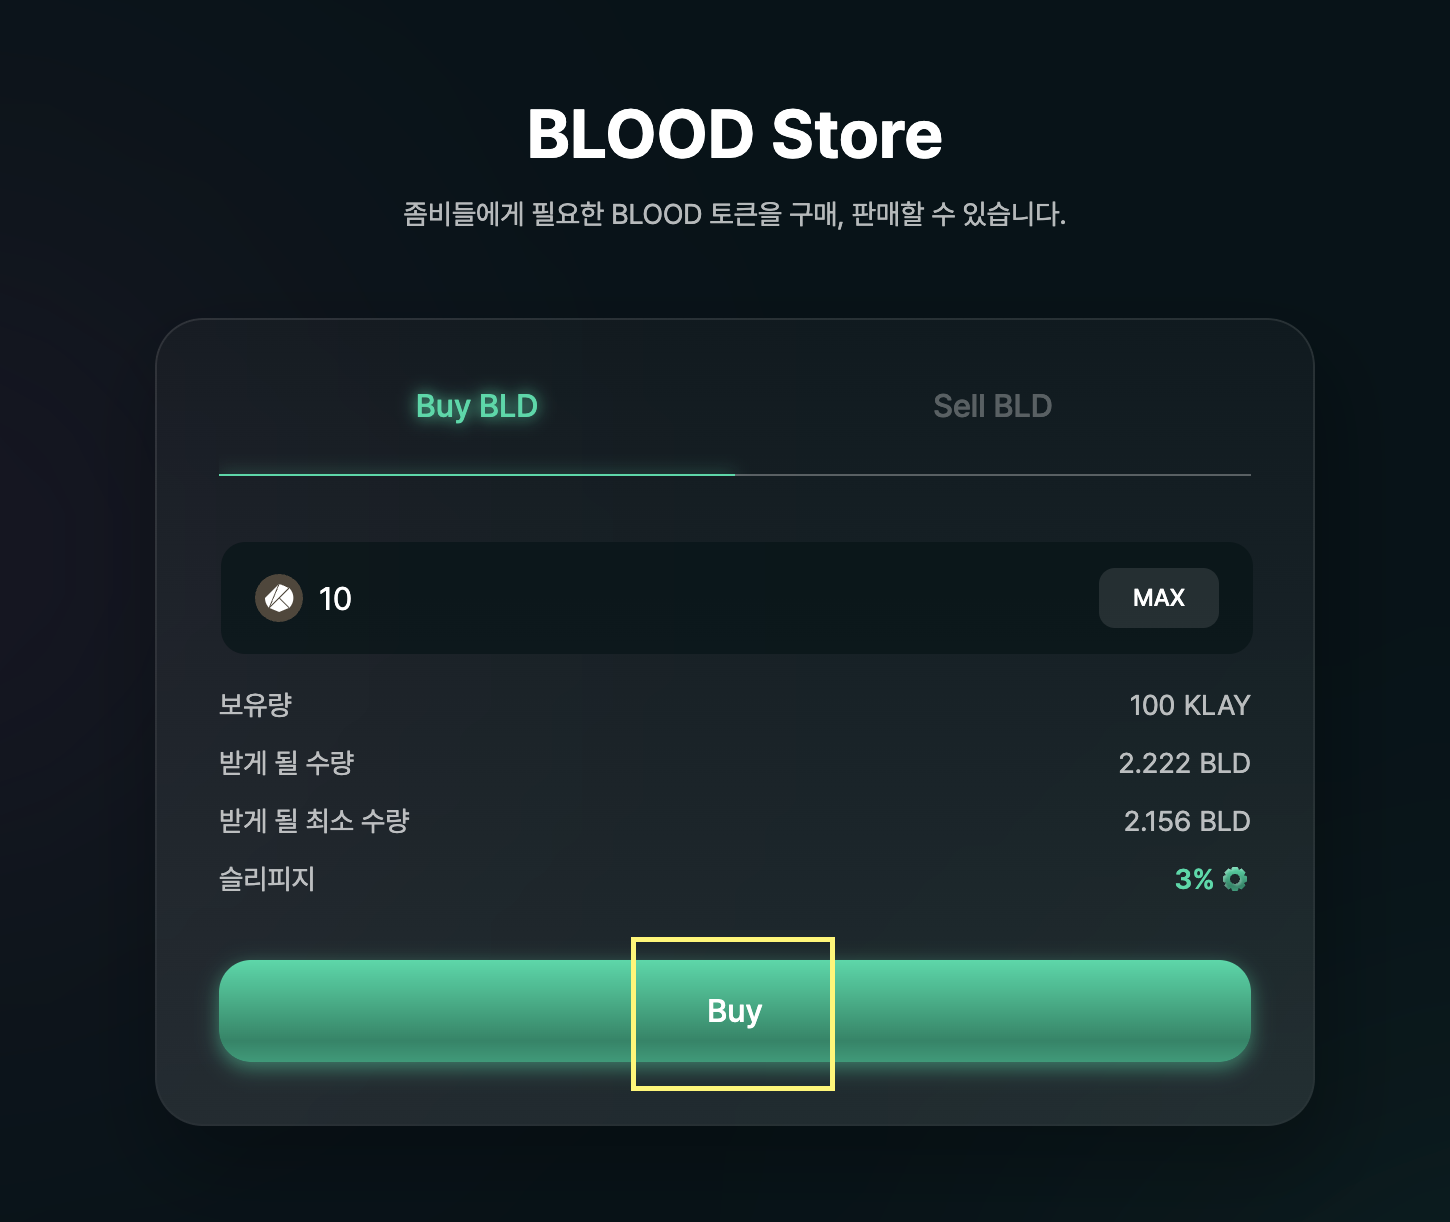 BLOOD Store
좀비들에게 필요한 BLOOD 토큰을 구매, 판매할 수 있습니다.
Buy BLD
Sell BLD
10
MAX
보유량 100 KLAY
받게 될 수량 2.222 BLD
받게 될 최소 수량 2.156 BLD
슬리피지 3%
Buy